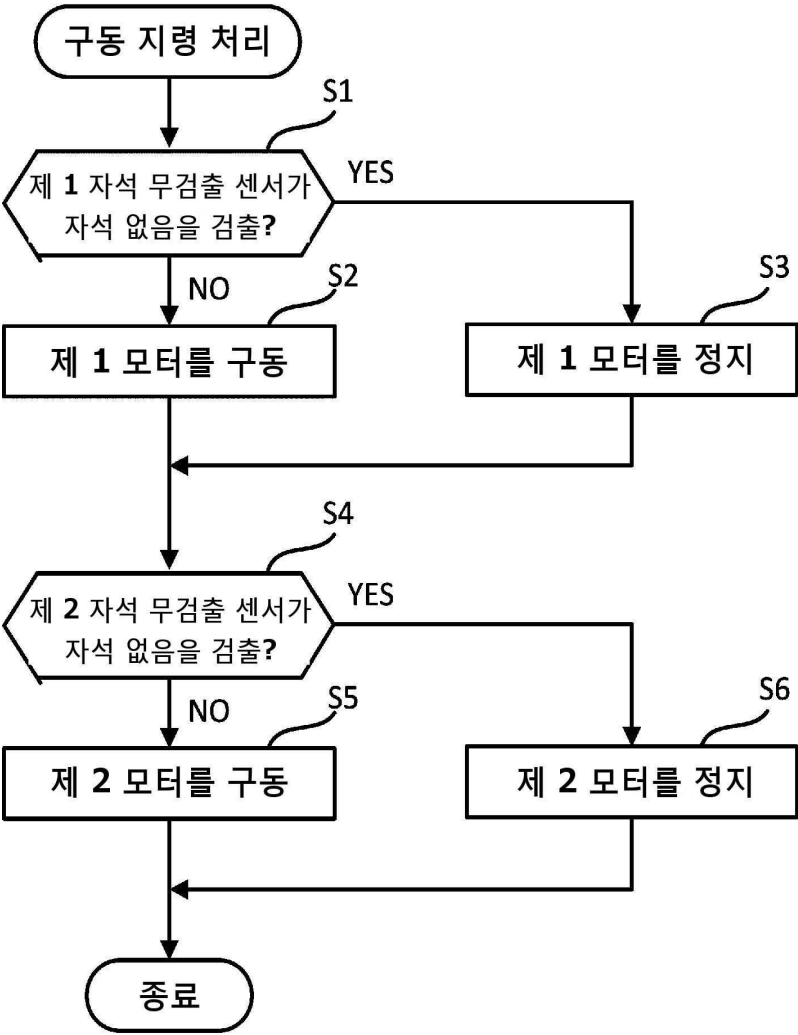 구동 지령 처리
S1
제 1 자석 무검출 센서가
자석 없음을 검출?
YES
NO
S2
S3
제 1 모터를 구동
제 1 모터를 정지
S4
제 2 자석 무검출 센서가
자석 없음을 검출?
YES
NO
S5
S6
제 2 모터를 구동
제 2 모터를 정지
종료